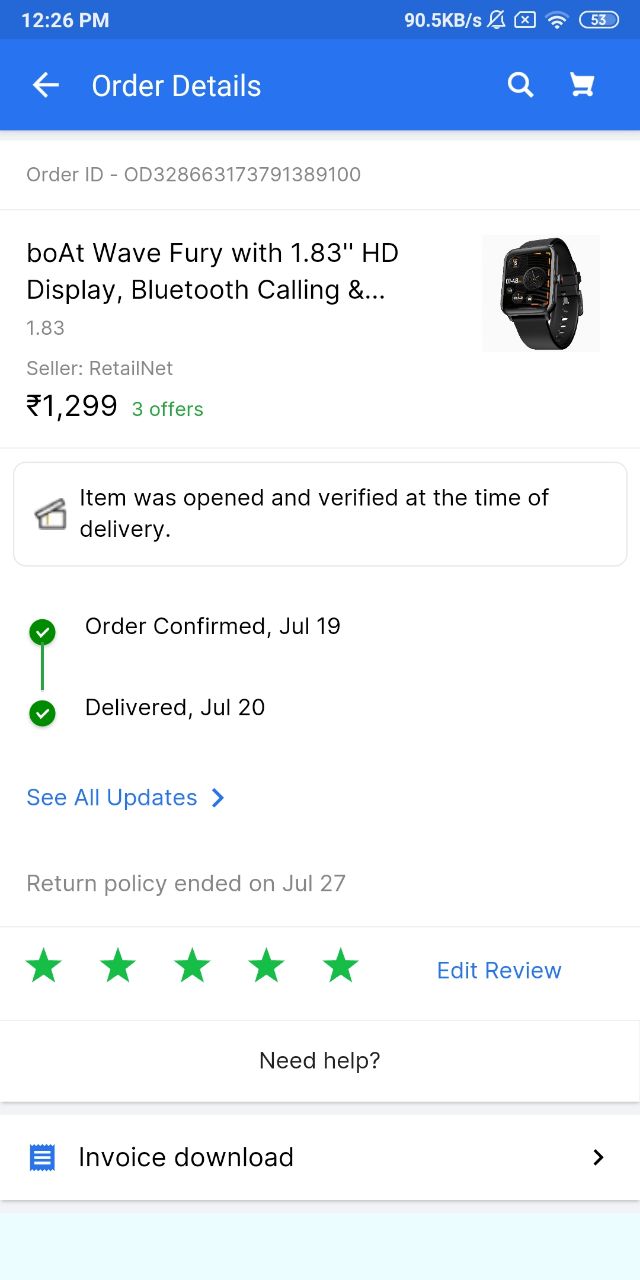 12:26 PM 90.5KB/s 53
Order Details
Order ID - OD328663173791389100
boAt Wave Fury with 1.83'' HD
Display, Bluetooth Calling &...
1.83
Seller: RetailNet
₹1,299 3 offers
Item was opened and verified at the time of
delivery.
Order Confirmed, Jul 19
Delivered, Jul 20
See All Updates
Return policy ended on Jul 27
Edit Review
Need help?
Invoice download